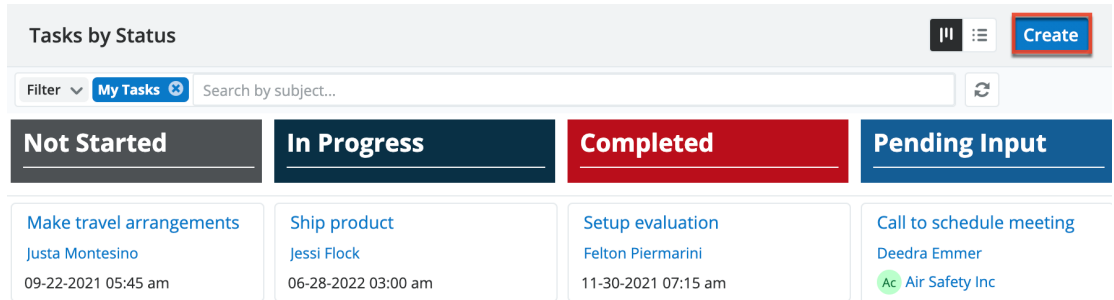 Tasks by Status
Create
Filter
My Tasks
Search by subject...
Not Started
In Progress
Completed
Pending Input
Make travel arrangements
Justa Montesino
09-22-2021 05:45 am
Ship product
Jessi Flock
06-28-2022 03:00 am
Setup evaluation
Felton Piermarini
11-30-2021 07:15 am
Call to schedule meeting
Deedra Emmer
Ac Air Safety Inc